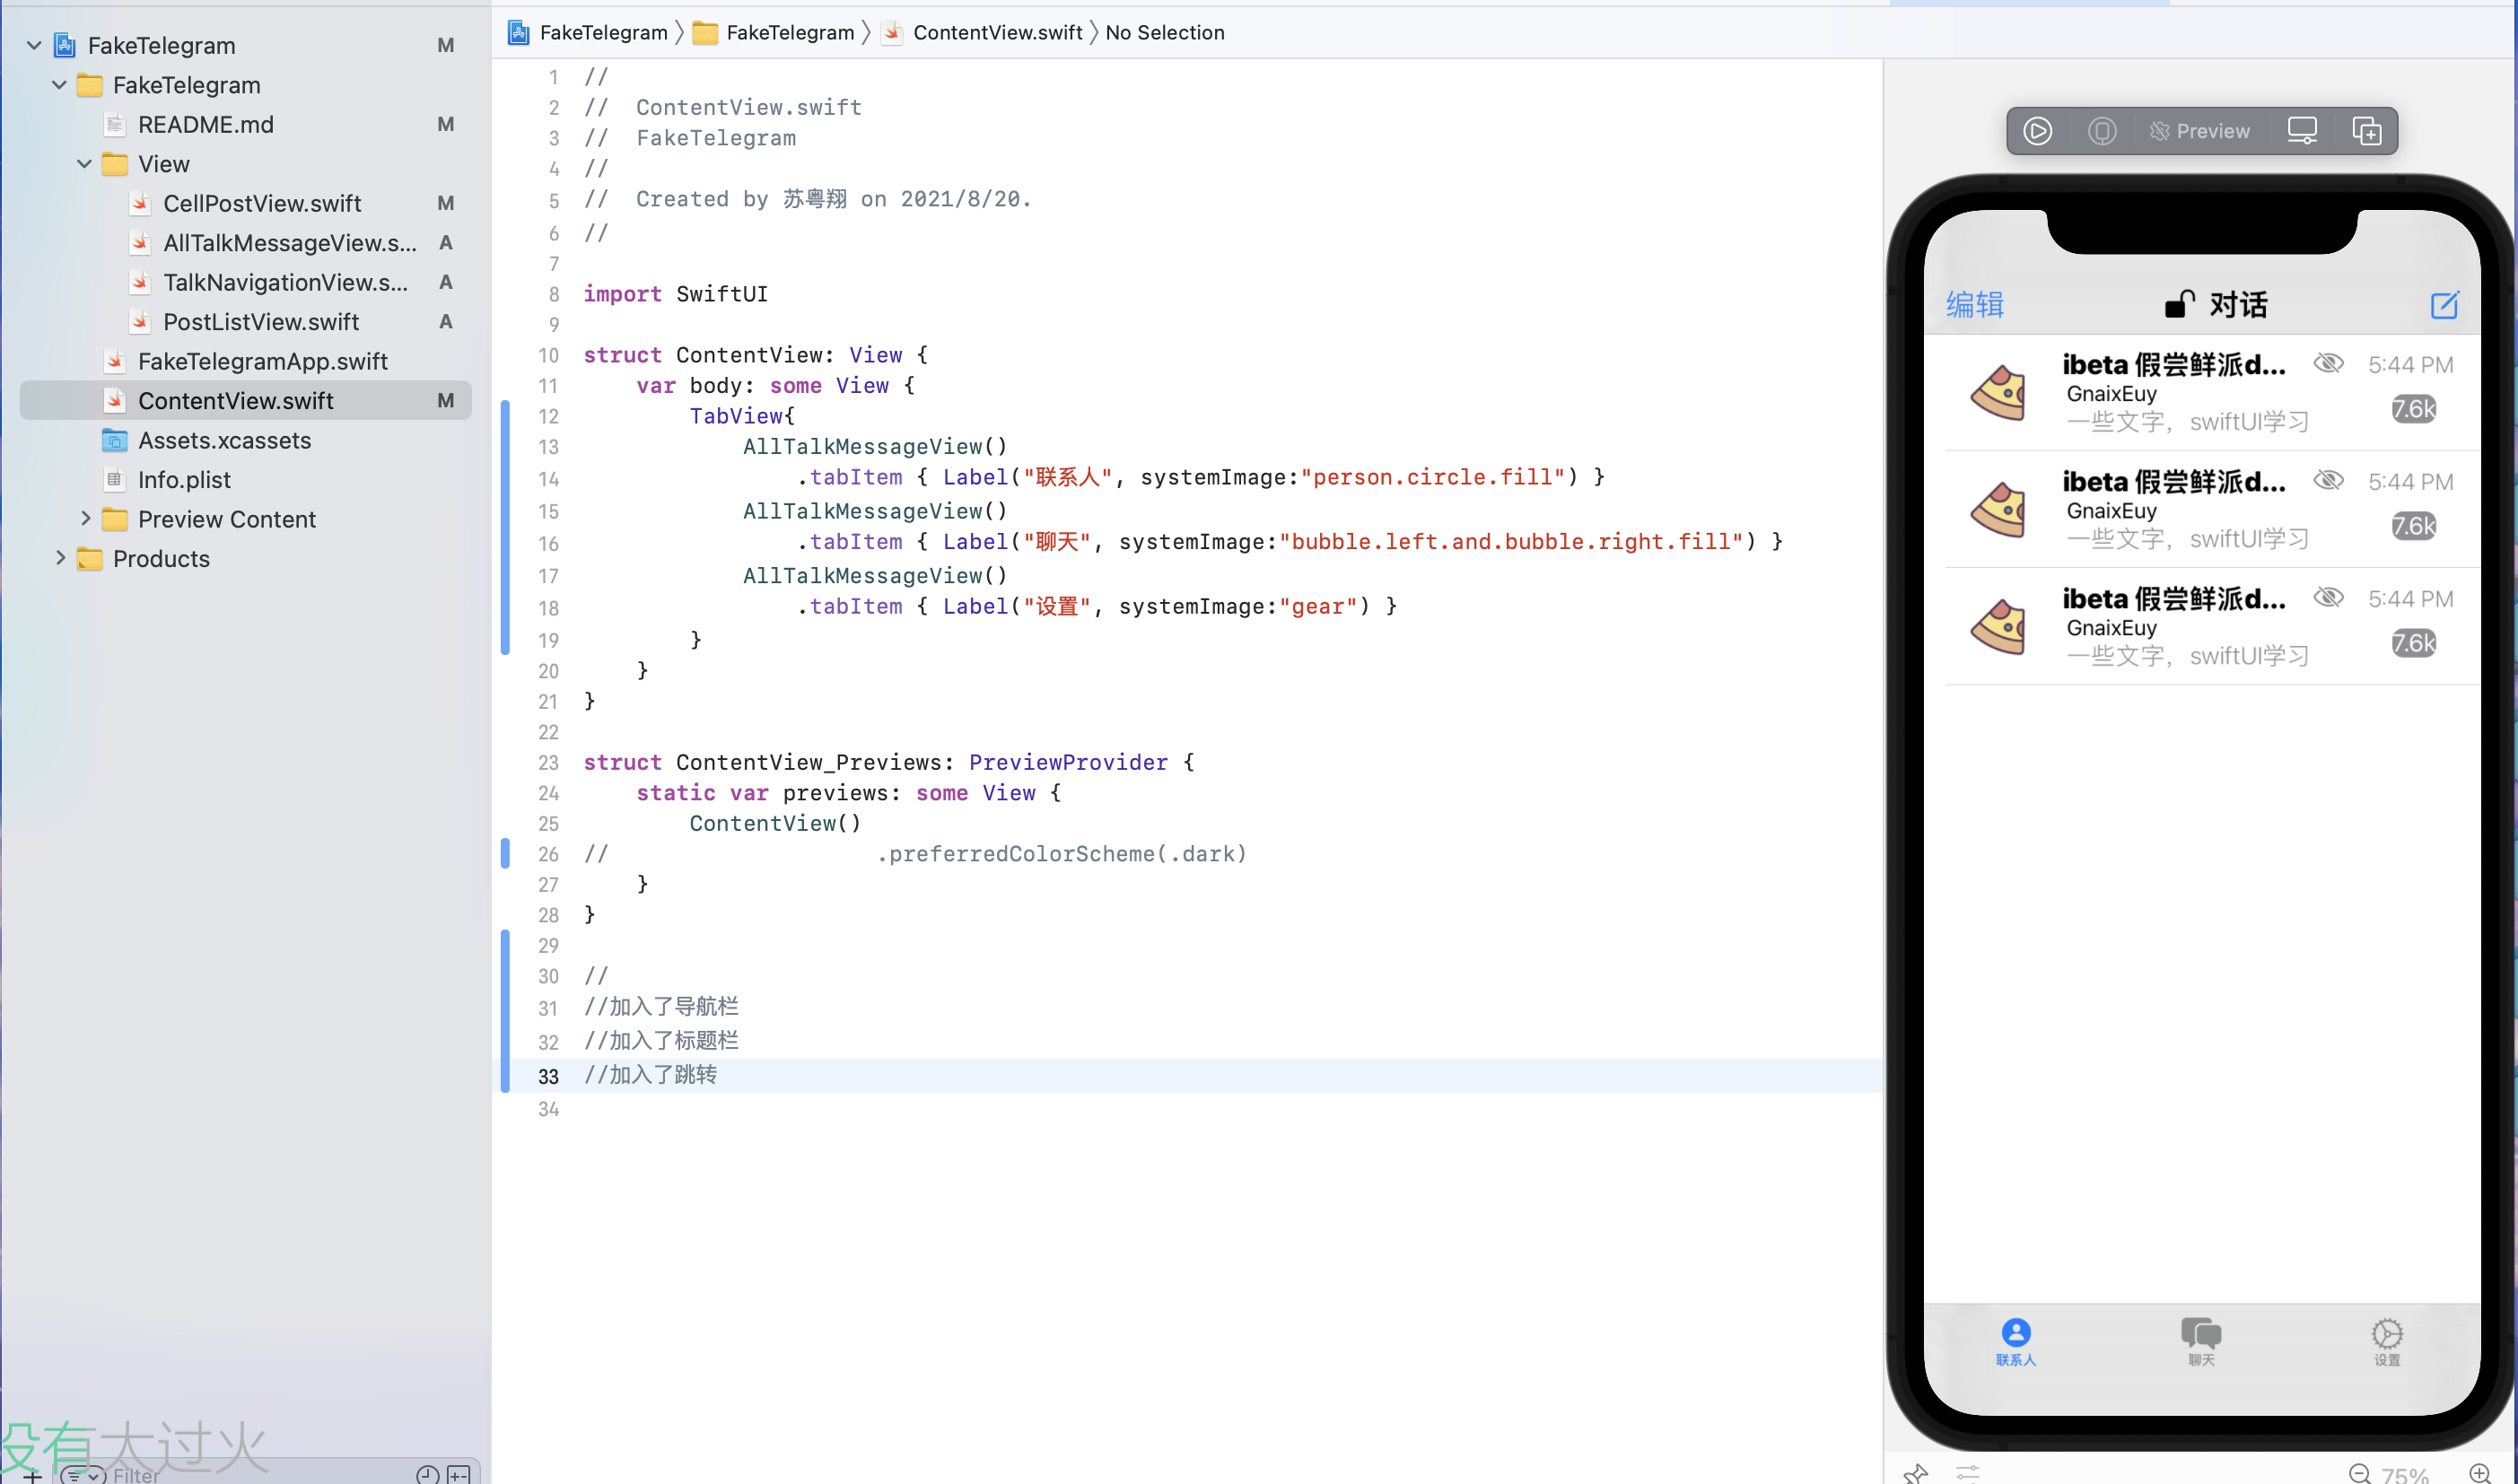 FakeTelegram M
FakeTelegram
README.md M
View
CellPostView.swift M
AllTalkMessageView.s... A
TalkNavigationView.s... A
PostListView.swift A
FakeTelegramApp.swift
ContentView.swift M
Assets.xcassets
Info.plist
Preview Content
Products
没有太过火
Filter
FakeTelegram 〉 FakeTelegram 〉 ContentView.swift 〉 No Selection
1 //
2 //  ContentView.swift
3 //  FakeTelegram
4 //
5 //  Created by 苏粤翔 on 2021/8/20.
6 //
7
8 import SwiftUI
9
10 struct ContentView: View {
11     var body: some View {
12         TabView{
13             AllTalkMessageView()
14                 .tabItem { Label("联系人", systemImage:"person.circle.fill") }
15             AllTalkMessageView()
16                 .tabItem { Label("聊天", systemImage:"bubble.left.and.bubble.right.fill") }
17             AllTalkMessageView()
18                 .tabItem { Label("设置", systemImage:"gear") }
19         }
20     }
21 }
22
23 struct ContentView_Previews: PreviewProvider {
24     static var previews: some View {
25         ContentView()
26 //                    .preferredColorScheme(.dark)
27     }
28 }
29
30 //
31 //加入了导航栏
32 //加入了标题栏
33 //加入了跳转
34
Preview
编辑 对话
ibeta 假尝鲜派d... 5:44 PM
GnaixEuy
一些文字，swiftUI学习 7.6k
ibeta 假尝鲜派d... 5:44 PM
GnaixEuy
一些文字，swiftUI学习 7.6k
ibeta 假尝鲜派d... 5:44 PM
GnaixEuy
一些文字，swiftUI学习 7.6k
联系人 聊天 设置
75%